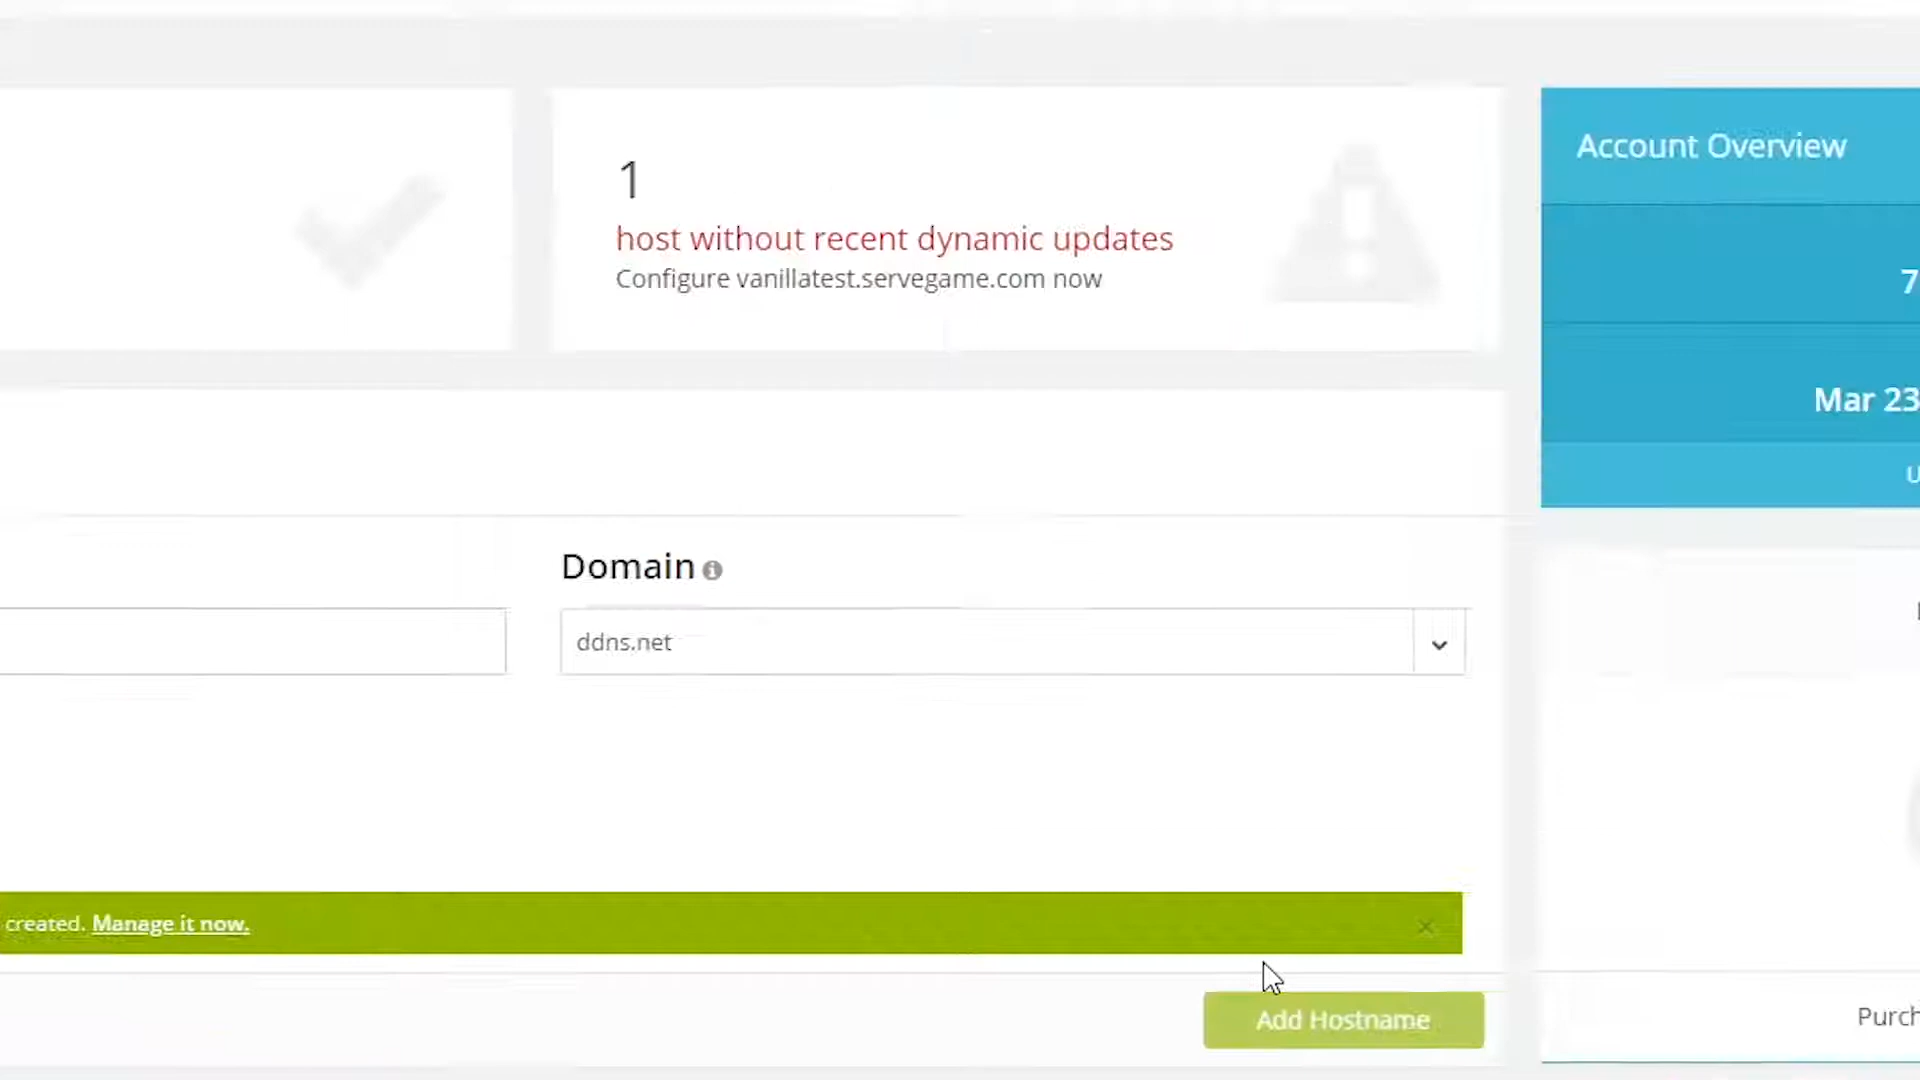 1
host without recent dynamic updates
Configure vanillatest.servegame.com now
Account Overview
7
Mar 23
Domain
ddns.net
created. Manage it now.
Add Hostname